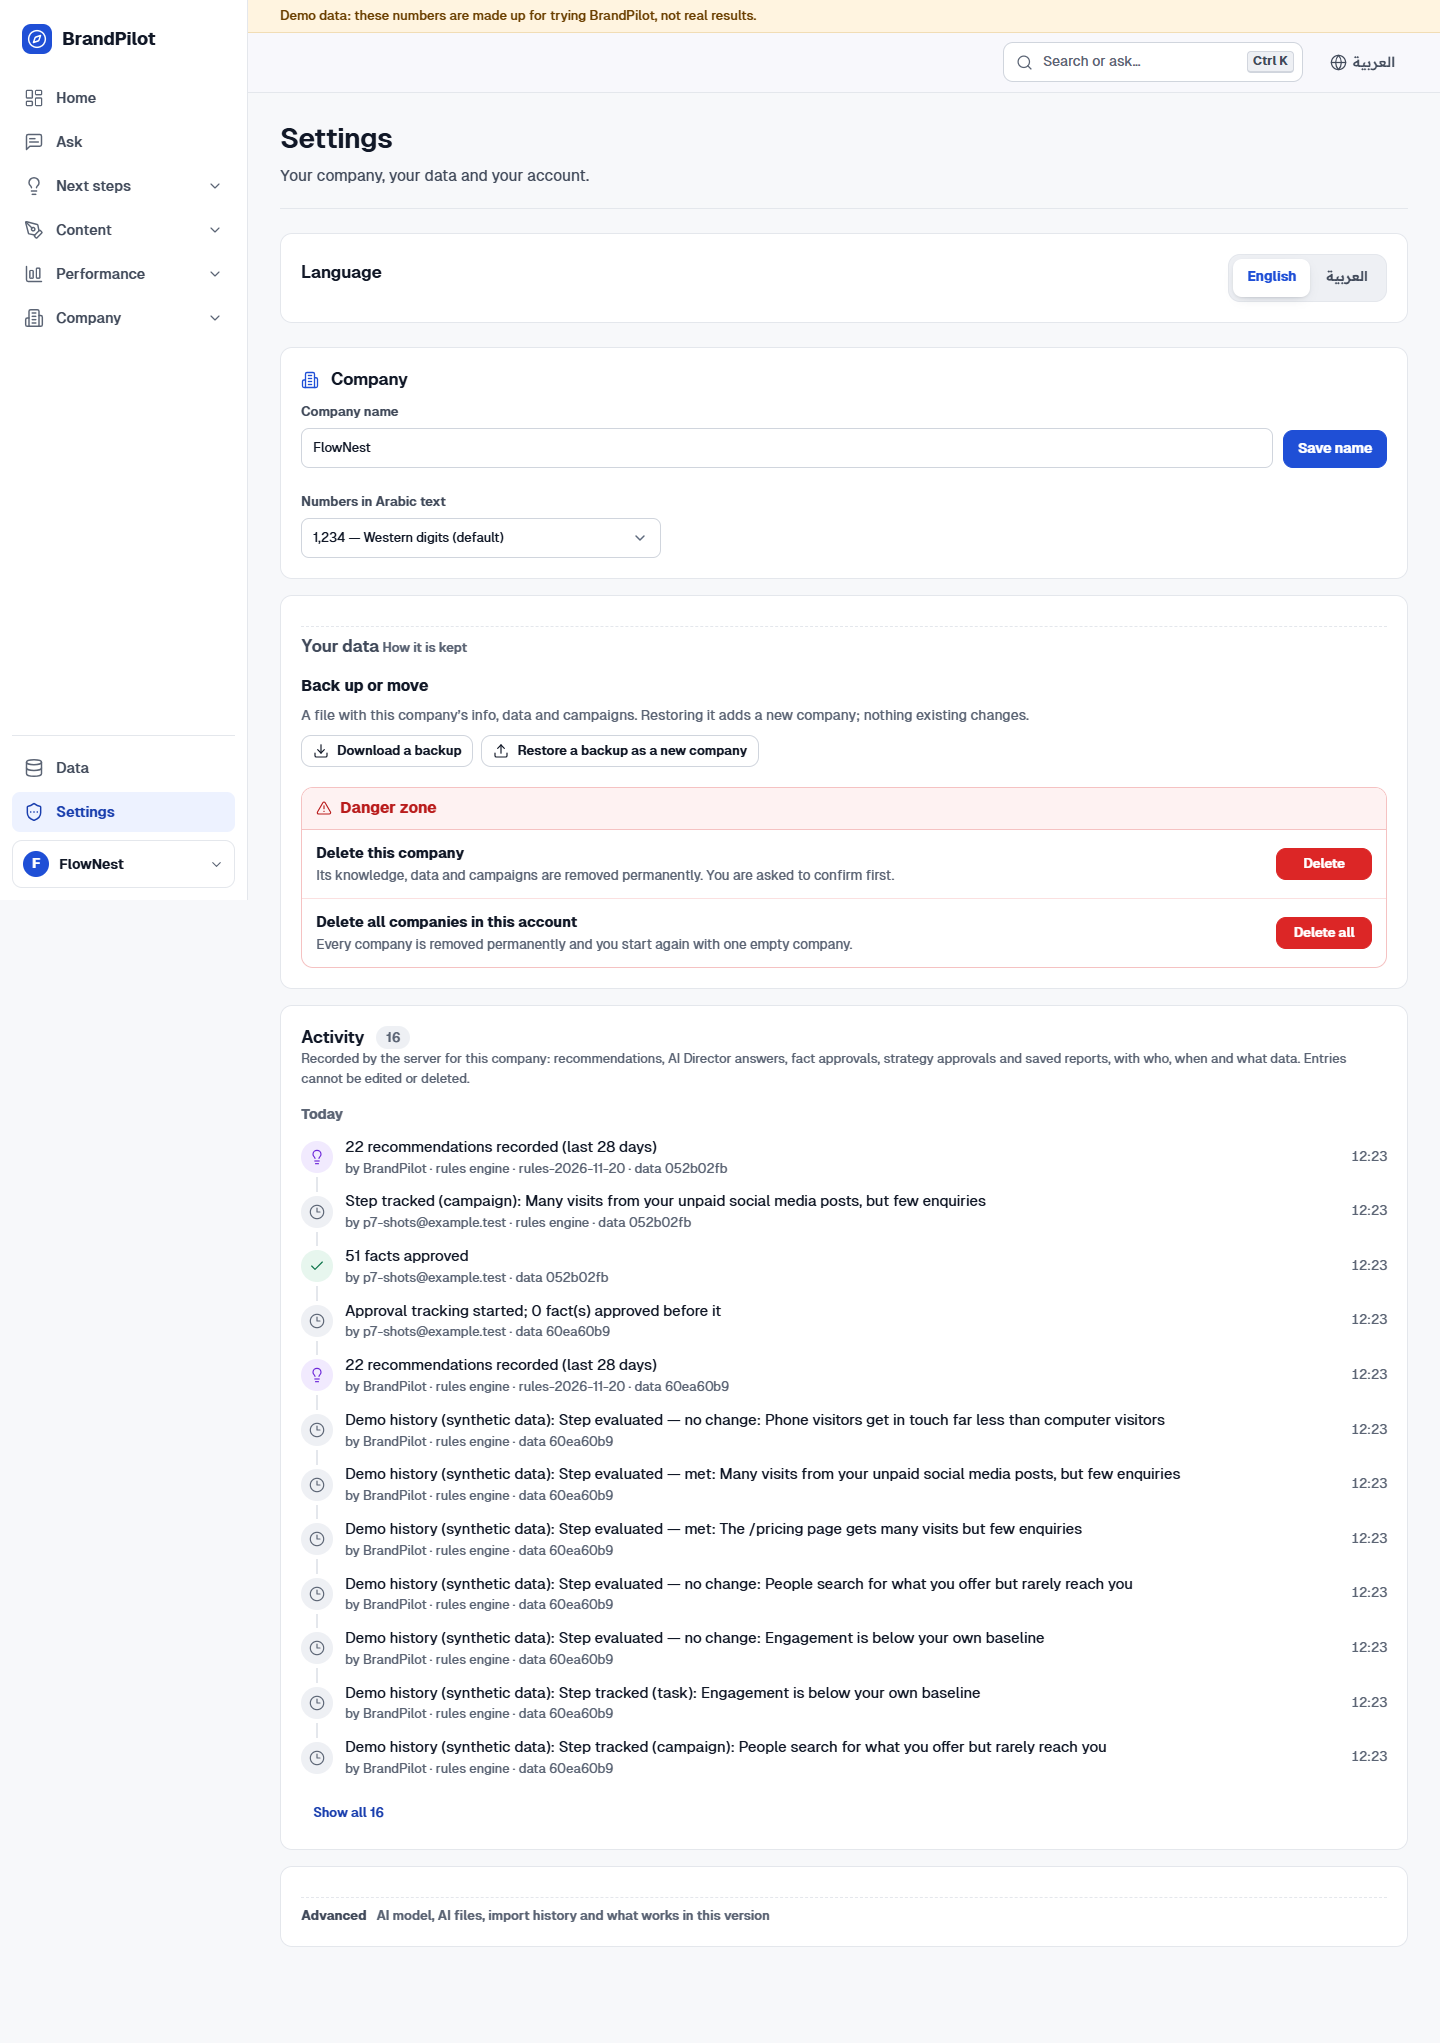 Demo data: these numbers are made up for trying BrandPilot, not real results.
BrandPilot
Search or ask...
Ctrl K
العربية
Home
Ask
Next steps
Content
Performance
Company
Data
Settings
F FlowNest
Settings
Your company, your data and your account.
Language
English
العربية
Company
Company name
FlowNest
Save name
Numbers in Arabic text
1,234 — Western digits (default)
Your data How it is kept
Back up or move
A file with this company's info, data and campaigns. Restoring it adds a new company; nothing existing changes.
Download a backup
Restore a backup as a new company
Danger zone
Delete this company
Its knowledge, data and campaigns are removed permanently. You are asked to confirm first.
Delete
Delete all companies in this account
Every company is removed permanently and you start again with one empty company.
Delete all
Activity 16
Recorded by the server for this company: recommendations, AI Director answers, fact approvals, strategy approvals and saved reports, with who, when and what data. Entries
cannot be edited or deleted.
Today
22 recommendations recorded (last 28 days)
by BrandPilot · rules engine · rules-2026-11-20 · data 052b02fb
12:23
Step tracked (campaign): Many visits from your unpaid social media posts, but few enquiries
by p7-shots@example.test · rules engine · data 052b02fb
12:23
51 facts approved
by p7-shots@example.test · data 052b02fb
12:23
Approval tracking started; 0 fact(s) approved before it
by p7-shots@example.test · data 60ea60b9
12:23
22 recommendations recorded (last 28 days)
by BrandPilot · rules engine · rules-2026-11-20 · data 60ea60b9
12:23
Demo history (synthetic data): Step evaluated — no change: Phone visitors get in touch far less than computer visitors
by BrandPilot · rules engine · data 60ea60b9
12:23
Demo history (synthetic data): Step evaluated — met: Many visits from your unpaid social media posts, but few enquiries
by BrandPilot · rules engine · data 60ea60b9
12:23
Demo history (synthetic data): Step evaluated — met: The /pricing page gets many visits but few enquiries
by BrandPilot · rules engine · data 60ea60b9
12:23
Demo history (synthetic data): Step evaluated — no change: People search for what you offer but rarely reach you
by BrandPilot · rules engine · data 60ea60b9
12:23
Demo history (synthetic data): Step evaluated — no change: Engagement is below your own baseline
by BrandPilot · rules engine · data 60ea60b9
12:23
Demo history (synthetic data): Step tracked (task): Engagement is below your own baseline
by BrandPilot · rules engine · data 60ea60b9
12:23
Demo history (synthetic data): Step tracked (campaign): People search for what you offer but rarely reach you
by BrandPilot · rules engine · data 60ea60b9
12:23
Show all 16
Advanced AI model, AI files, import history and what works in this version